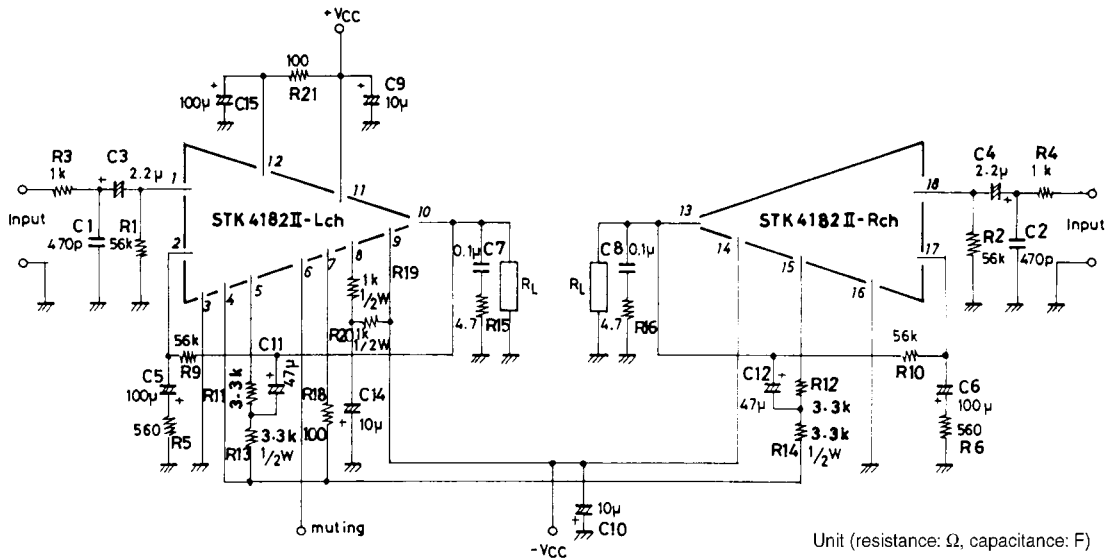 +VCC
100
R21
100μ
C15
C9
10μ
R3
1k
C3
2.2μ
1
12
11
10
STK4182II-Lch
Input
C1
470p
R1
56k
2
3
4
5
6
7
8
9
R19
1k
1/2W
R20
1k
1/2W
0.1μ
C7
4.7
R15
RL
56k
R9
C5
100μ
560
R5
R11
3.3k
C11
47μ
R13
3.3k
1/2W
R18
100
C14
10μ
muting
-VCC
10μ
C10
13
14
15
16
17
18
STK4182II-Rch
RL
C8
0.1μ
4.7
R16
C4
2.2μ
R4
1k
Input
R2
56k
C2
470p
56k
R10
C12
47μ
R12
3.3k
3.3k
R14
1/2W
C6
100μ
560
R6
Unit (resistance: Ω, capacitance: F)